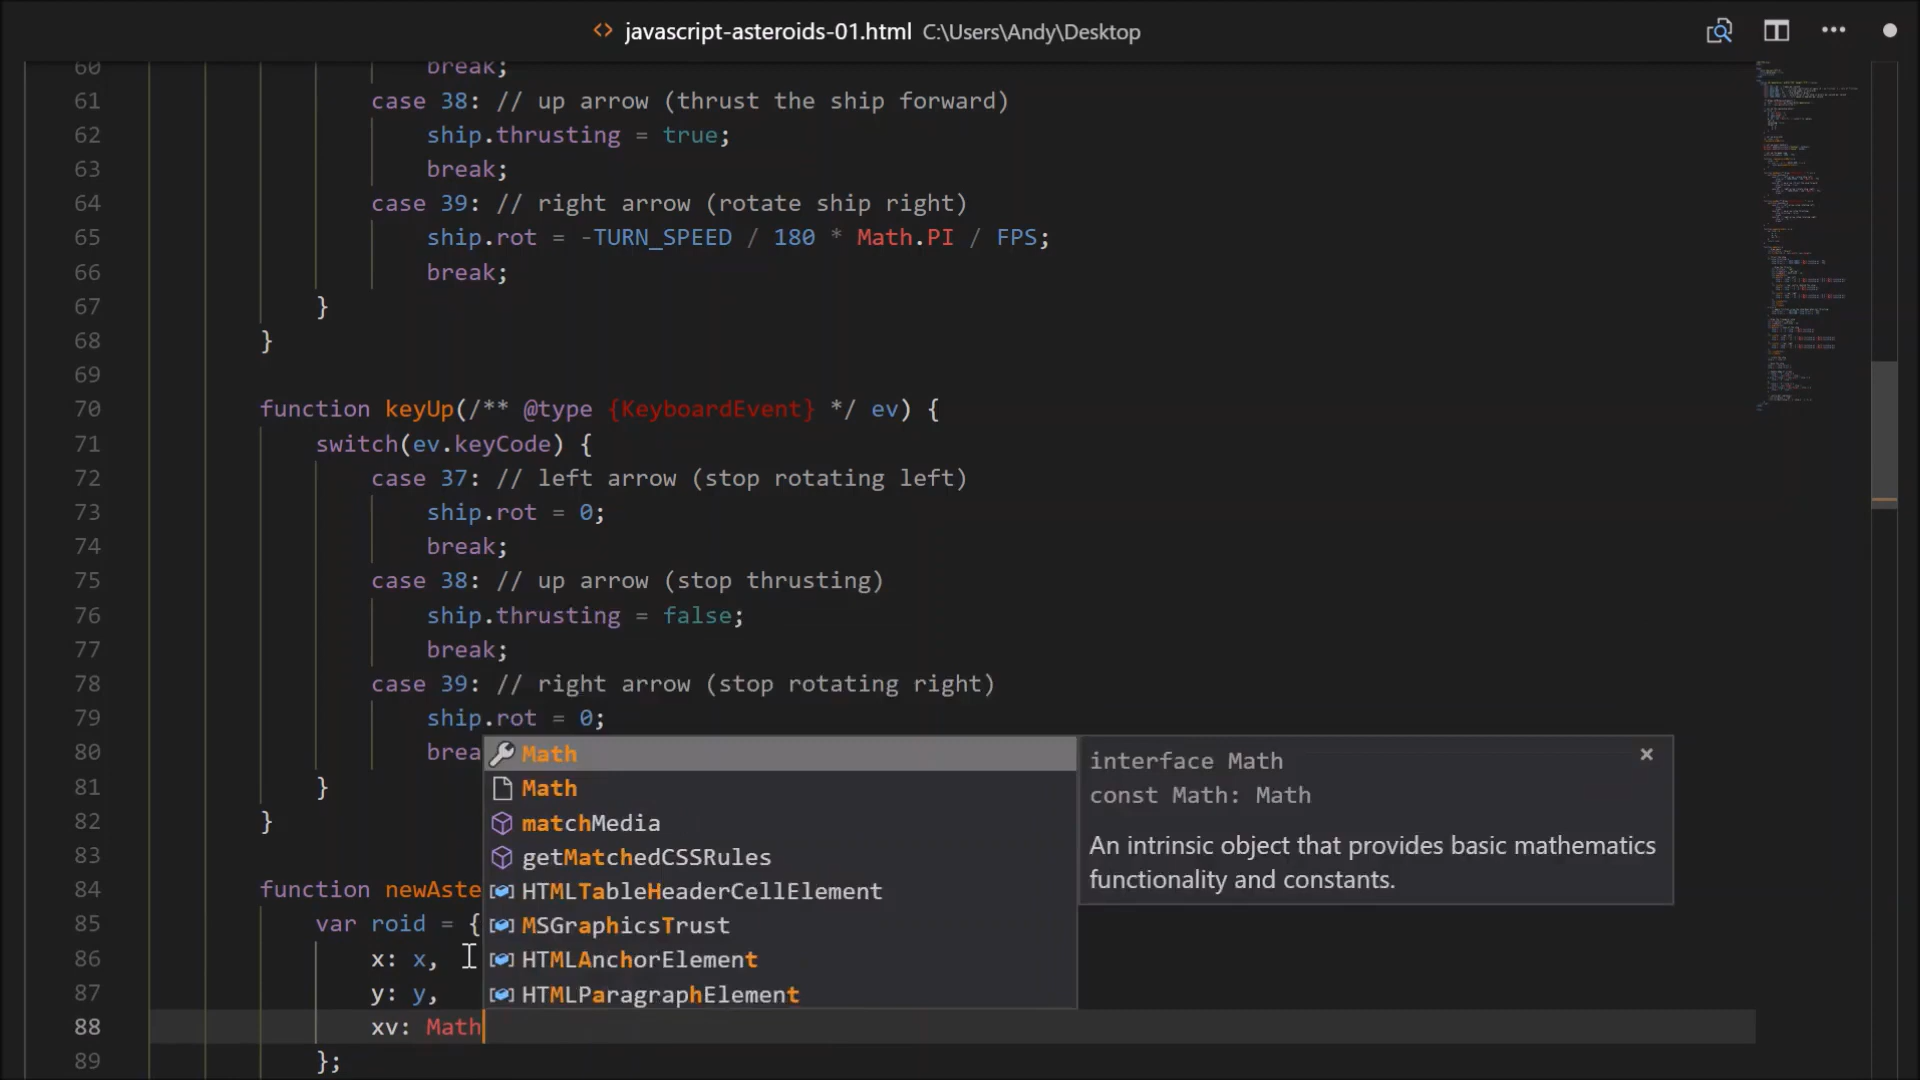 javascript-asteroids-01.html C:\Users\Andy\Desktop
60 break;
61 case 38: // up arrow (thrust the ship forward)
62 ship.thrusting = true;
63 break;
64 case 39: // right arrow (rotate ship right)
65 ship.rot = -TURN_SPEED / 180 * Math.PI / FPS;
66 break;
67 }
68 }
69
70 function keyUp(/** @type {KeyboardEvent} */ ev) {
71 switch(ev.keyCode) {
72 case 37: // left arrow (stop rotating left)
73 ship.rot = 0;
74 break;
75 case 38: // up arrow (stop thrusting)
76 ship.thrusting = false;
77 break;
78 case 39: // right arrow (stop rotating right)
79 ship.rot = 0;
80 brea
81 }
82 }
83
84 function newAste
85 var roid = {
86 x: x,
87 y: y,
88 xv: Math
89 };
Math
Math
matchMedia
getMatchedCSSRules
HTMLTableHeaderCellElement
MSGraphicsTrust
HTMLAnchorElement
HTMLParagraphElement
interface Math
const Math: Math
An intrinsic object that provides basic mathematics
functionality and constants.